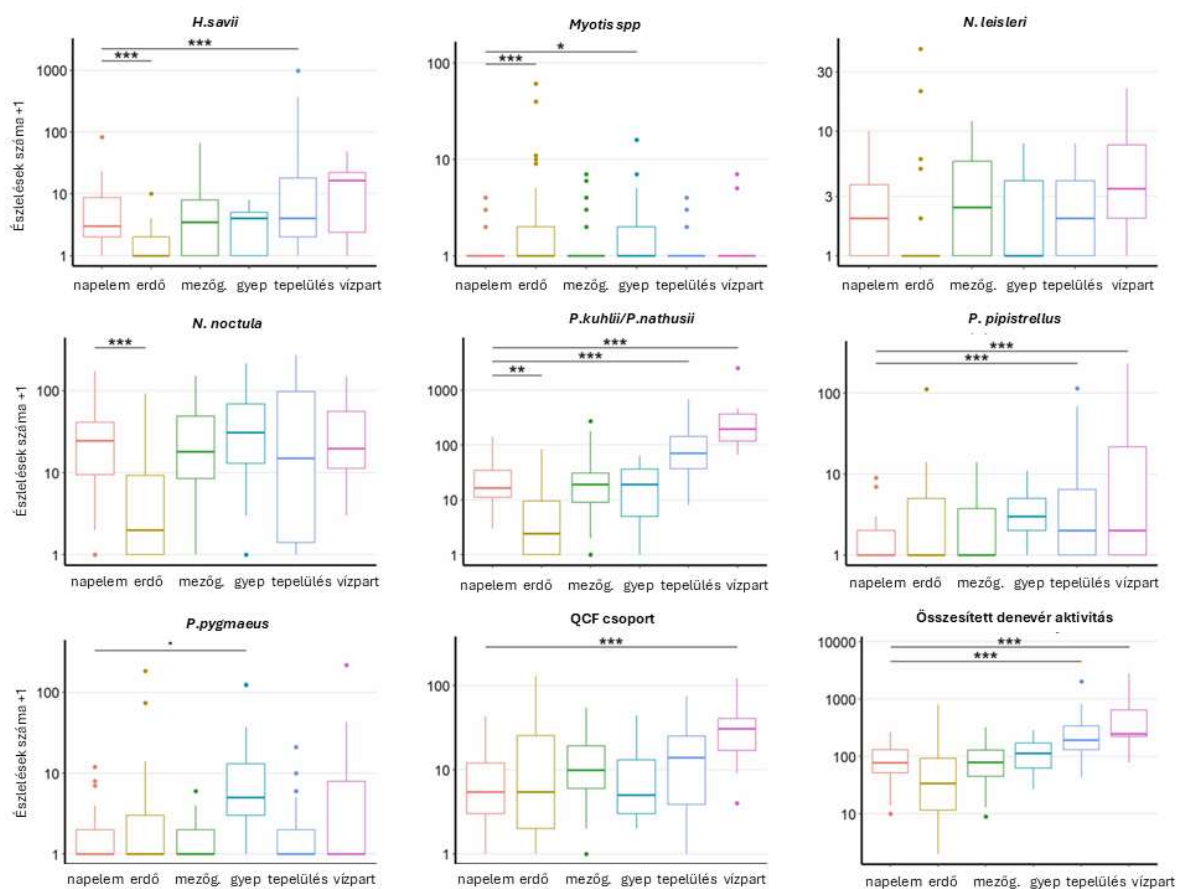 H.savii
Myotis spp
N. leisleri
Észlelések száma +1
1000
100
10
1
***
***
napelem erdő mezőg. gyep tepelülés vízpart
100
10
1
*
***
napelem erdő mezőg. gyep tepelülés vízpart
30
10
3
1
napelem erdő mezőg. gyep tepelülés vízpart
N. noctula
P.kuhlii/P.nathusii
P. pipistrellus
Észlelések száma +1
100
10
1
***
napelem erdő mezőg. gyep tepelülés vízpart
1000
100
10
1
***
***
**
napelem erdő mezőg. gyep tepelülés vízpart
100
10
1
***
***
napelem erdő mezőg. gyep tepelülés vízpart
P.pygmaeus
QCF csoport
Összesített denevér aktivitás
Észlelések száma +1
100
10
1
.
napelem erdő mezőg. gyep tepelülés vízpart
100
10
1
***
napelem erdő mezőg. gyep tepelülés vízpart
10000
1000
100
10
***
***
napelem erdő mezőg. gyep tepelülés vízpart